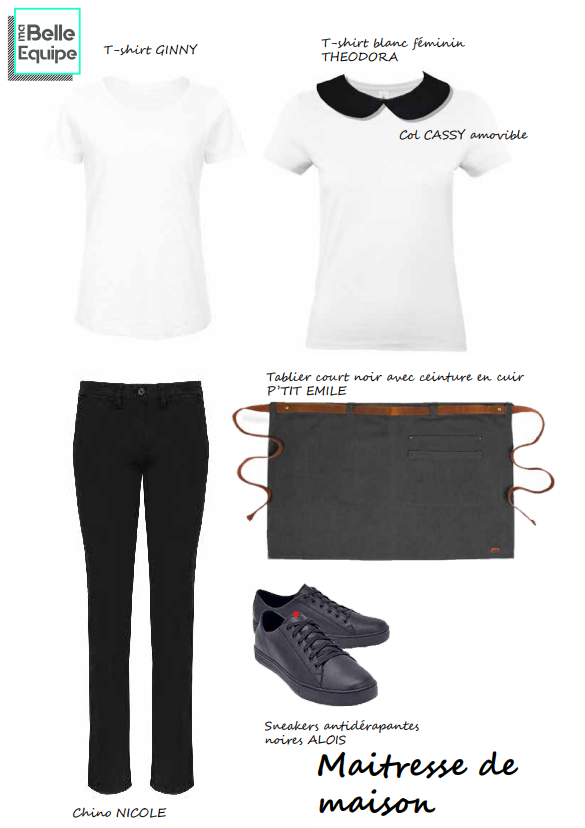 ma
Belle
Equipe
T-shirt GINNY
T-shirt blanc féminin
THEODORA
Col CASSY amovible
Tablier court noir avec ceinture en cuir
P'TIT EMILE
Sneakers antidérapantes
noires ALOIS
Maitresse de
maison
Chino NICOLE